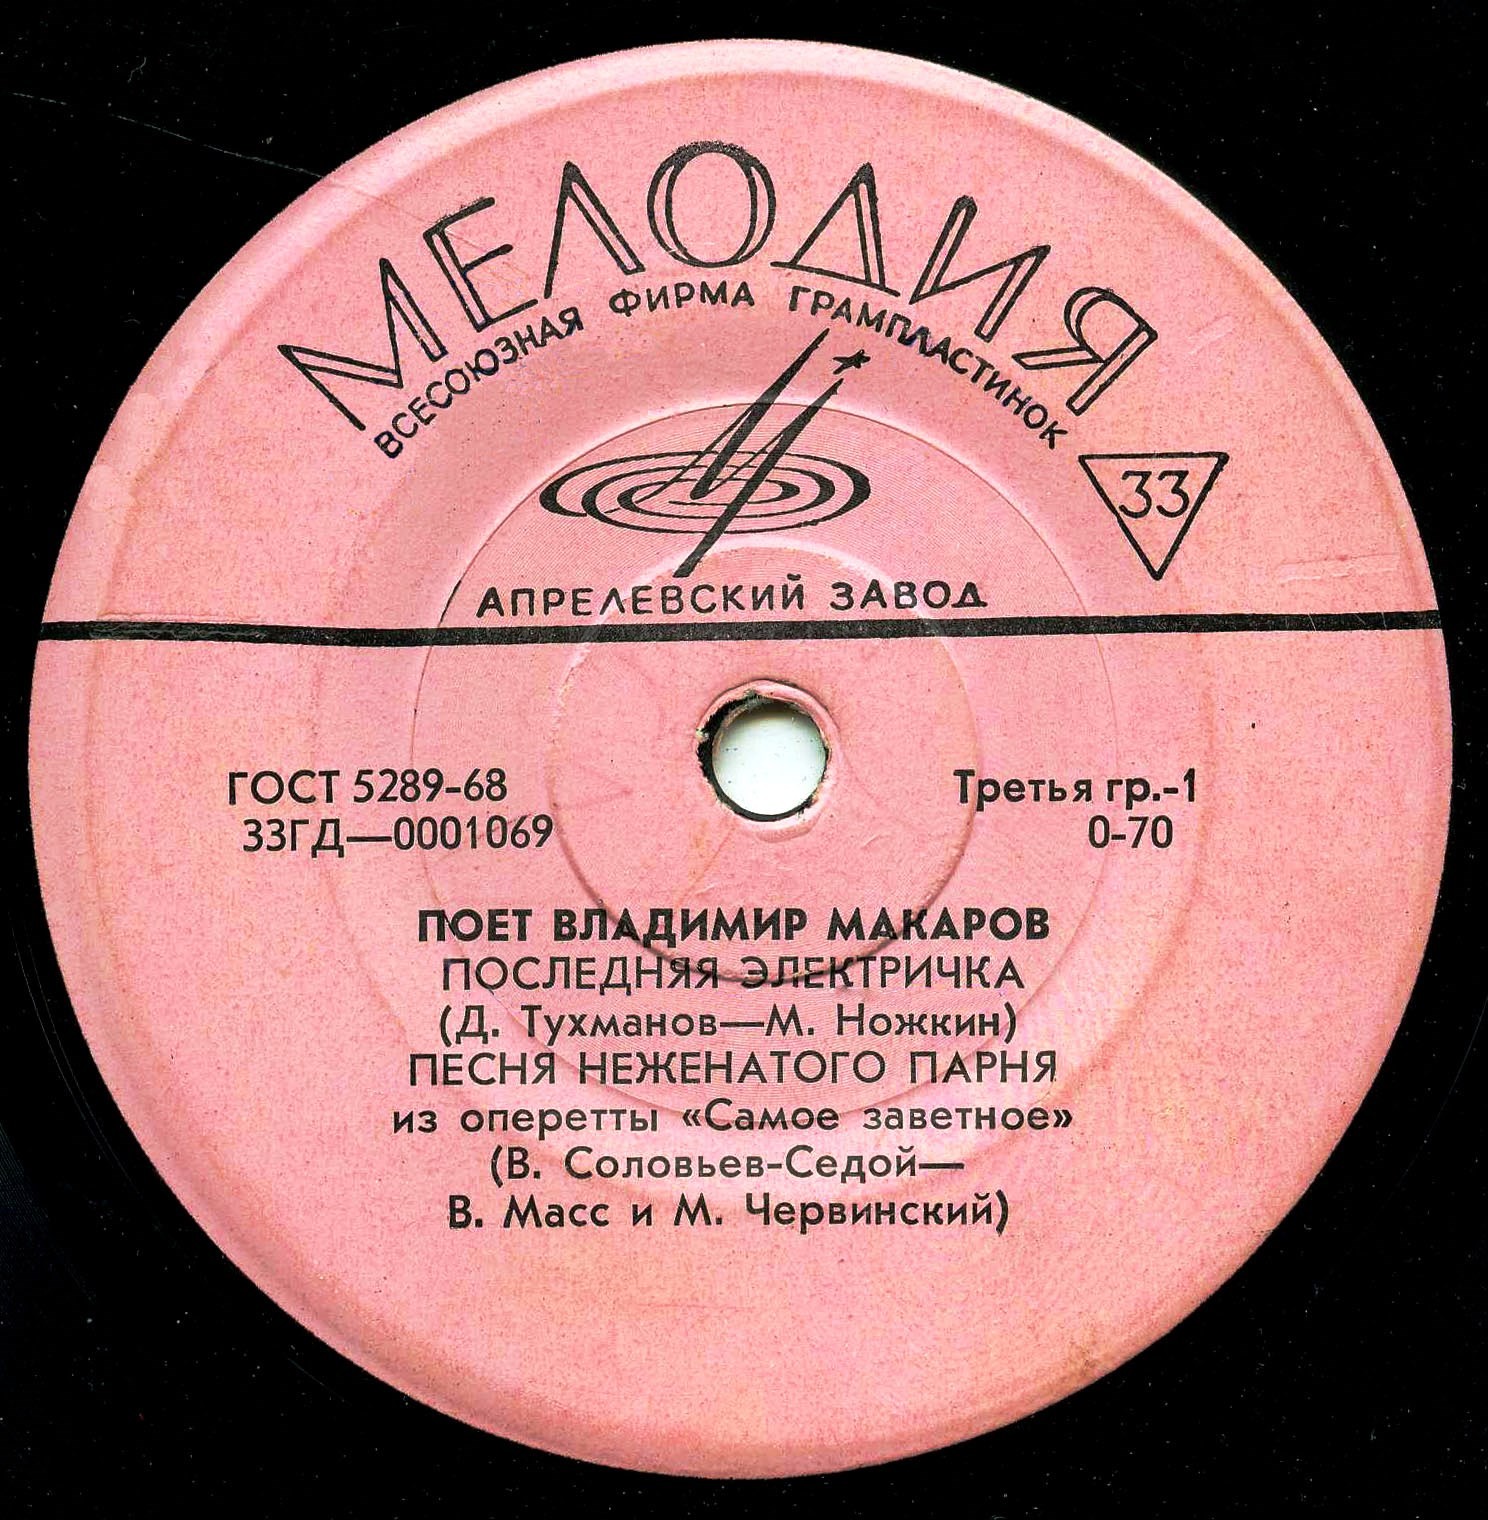 МЕЛОДИЯ
ВСЕСОЮЗНАЯ ФИРМА ГРАМПЛАСТИНОК
33
АПРЕЛЕВСКИЙ ЗАВОД
ГОСТ 5289-68
Третья гр.-1
33ГД—0001069
0-70
ПОЕТ ВЛАДИМИР МАКАРОВ
ПОСЛЕДНЯЯ ЭЛЕКТРИЧКА
(Д. Тухманов—М. Ножкин)
ПЕСНЯ НЕЖЕНАТОГО ПАРНЯ
из оперетты «Самое заветное»
(В. Соловьев-Седой—
В. Масс и М. Червинский)